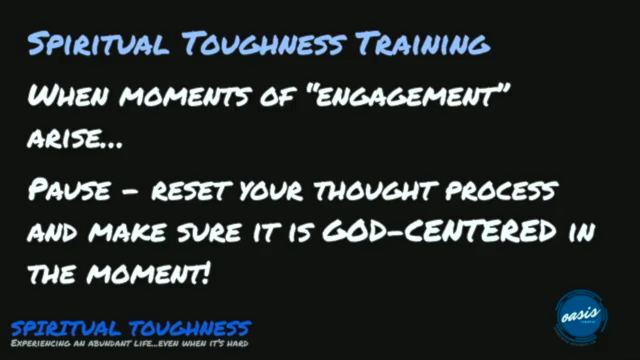 Spiritual Toughness Training
When moments of "engagement"
arise...
Pause - reset your thought process
and make sure it is GOD-CENTERED in
the moment!
SPIRITUAL TOUGHNESS
Experiencing an abundant life...even when it's hard
oasis